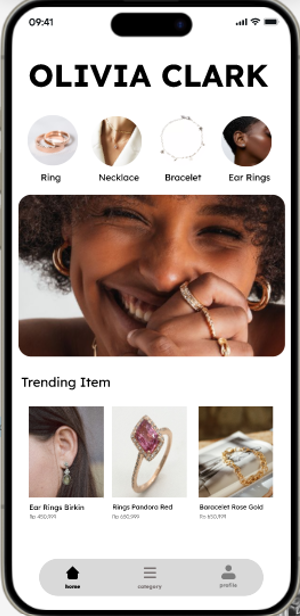 09:41
OLIVIA CLARK
Ring Necklace Bracelet Ear Rings
Trending Item
Ear Rings Birkin Rings Pandora Red Baracelet Rose Gold
Rp 450,999 Rp 650,999 Rp 650,999
home category profile